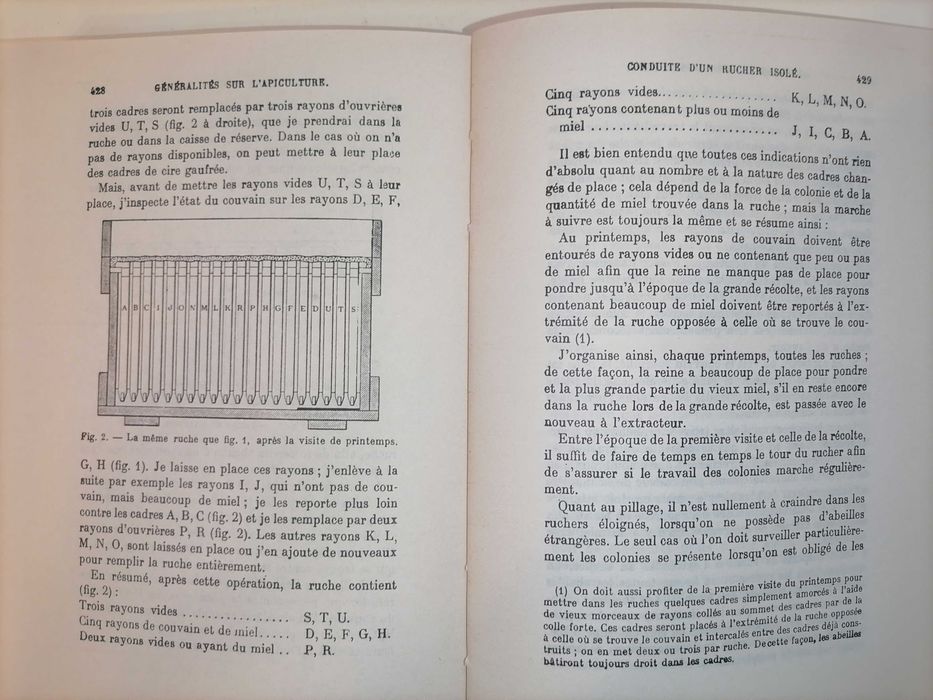 428 GÉNÉRALITÉS SUR L'APICULTURE.
trois cadres seront remplacés par trois rayons d'ouvrières
vides U, T, S (fig. 2 à droite), que je prendrai dans la
ruche ou dans la caisse de réserve. Dans le cas où on n'a
pas de rayons disponibles, on peut mettre à leur place
des cadres de cire gaufrée.
Mais, avant de mettre les rayons vides U, T, S à leur
place, j'inspecte l'état du couvain sur les rayons D, E, F,
A B C I J O N M L K R P H G F E D U T S
Fig. 2. — La même ruche que fig. 1, après la visite de printemps.
G, H (fig. 1). Je laisse en place ces rayons ; j'enlève à la
suite par exemple les rayons I, J, qui n'ont pas de cou-
vain, mais beaucoup de miel ; je les reporte plus loin
contre les cadres A, B, C (fig. 2) et je les remplace par deux
rayons d'ouvrières P, R (fig. 2). Les autres rayons K, L,
M, N, O, sont laissés en place ou j'en ajoute de nouveaux
pour remplir la ruche entièrement.
En résumé, après cette opération, la ruche contient
(fig. 2) :
Trois rayons vides ................ S, T, U.
Cinq rayons de couvain et de miel..... D, E, F, G, H.
Deux rayons vides ou ayant du miel .. P, R.
CONDUITE D'UN RUCHER ISOLÉ. 429
Cinq rayons vides.................. K, L, M, N, O.
Cinq rayons contenant plus ou moins de
miel ............................ J, I, C, B, A.
Il est bien entendu que toutes ces indications n'ont rien
d'absolu quant au nombre et à la nature des cadres chan-
gés de place ; cela dépend de la force de la colonie et de la
quantité de miel trouvée dans la ruche ; mais la marche
à suivre est toujours la même et se résume ainsi :
Au printemps, les rayons de couvain doivent être
entourés de rayons vides ou ne contenant que peu ou pas
de miel afin que la reine ne manque pas de place pour
pondre jusqu'à l'époque de la grande récolte, et les rayons
contenant beaucoup de miel doivent être reportés à l'ex-
trémité de la ruche opposée à celle où se trouve le cou-
vain (1).
J'organise ainsi, chaque printemps, toutes les ruches ;
de cette façon, la reine a beaucoup de place pour pondre
et la plus grande partie du vieux miel, s'il en reste encore
dans la ruche lors de la grande récolte, est passée avec le
nouveau à l'extracteur.
Entre l'époque de la première visite et celle de la récolte,
il suffit de faire de temps en temps le tour du rucher afin
de s'assurer si le travail des colonies marche régulière-
ment.
Quant au pillage, il n'est nullement à craindre dans les
ruchers éloignés, lorsqu'on ne possède pas d'abeilles
étrangères. Le seul cas où l'on doit surveiller particulière-
ment les colonies se présente lorsqu'on est obligé de les
(1) On doit aussi profiter de la première visite du printemps pour
mettre dans les ruches quelques cadres simplement amorcés à l'aide
de vieux morceaux de rayons collés au sommet des cadres par de la
colle forte. Ces cadres seront placés à l'extrémité de la ruche opposée
à celle où se trouve le couvain et intercalés entre des cadres déjà cons-
truits ; on en met deux ou trois par ruche. De cette façon, les abeilles
bâtiront toujours droit dans les cadres.